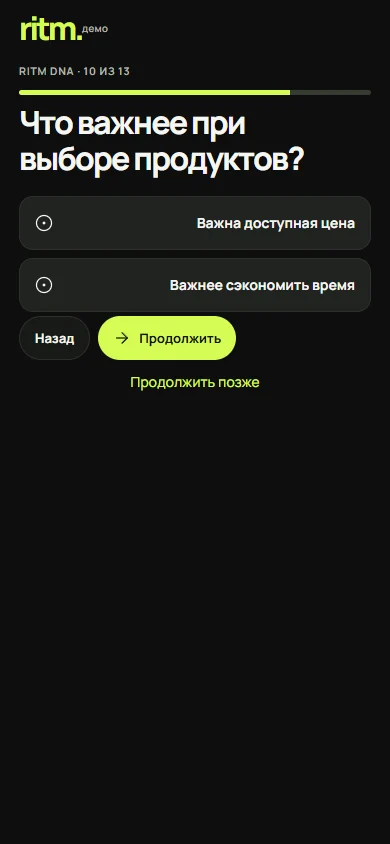 ritm.демо
RITM DNA · 10 ИЗ 13
Что важнее при
выборе продуктов?
Важна доступная цена
Важнее сэкономить время
Назад
Продолжить
Продолжить позже